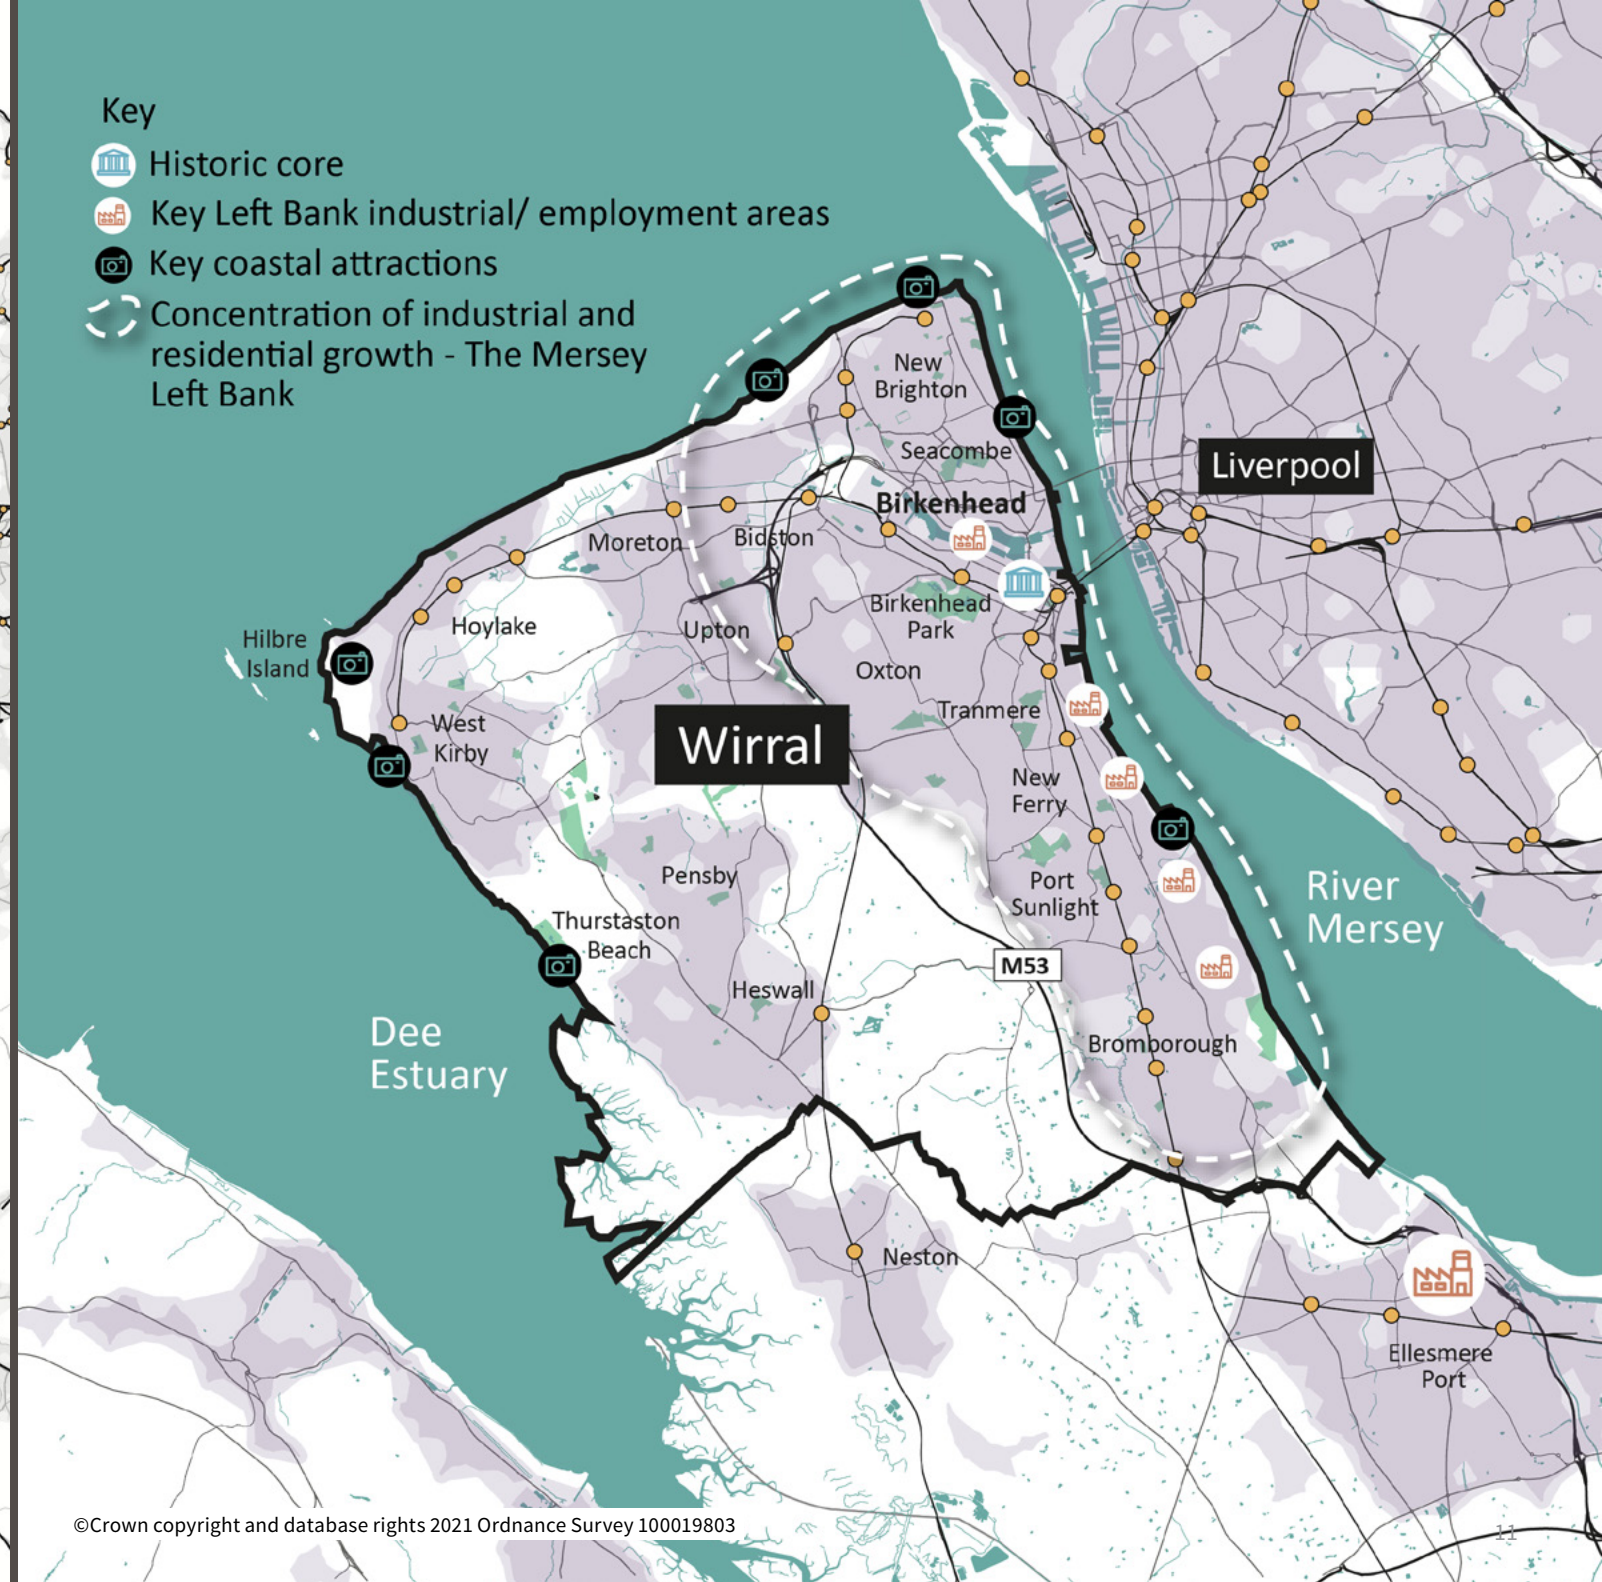 Key
Historic core
Key Left Bank industrial/ employment areas
Key coastal attractions
Concentration of industrial and
residential growth - The Mersey
Left Bank
New
Brighton
Seacombe
Liverpool
Birkenhead
Moreton
Bidston
Birkenhead
Park
Hoylake
Upton
Hilbre
Island
Oxton
Tranmere
West
Kirby
Wirral
New
Ferry
Pensby
Port
Sunlight
River
Mersey
Thurstaston
Beach
M53
Heswall
Dee
Estuary
Bromborough
Neston
Ellesmere
Port
©Crown copyright and database rights 2021 Ordnance Survey 100019803
11